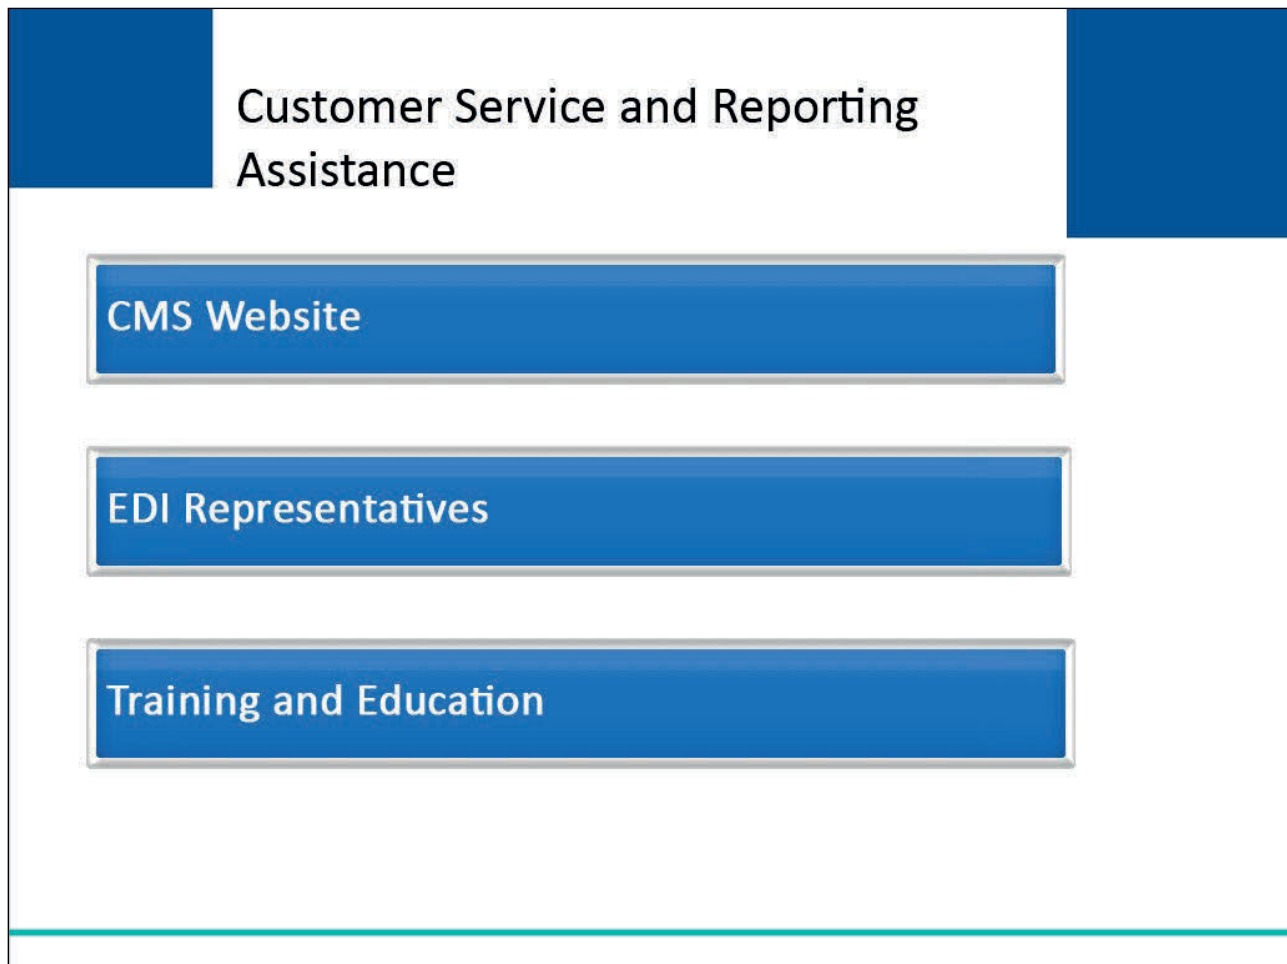 Customer Service and Reporting
Assistance
CMS Website
EDI Representatives
Training and Education